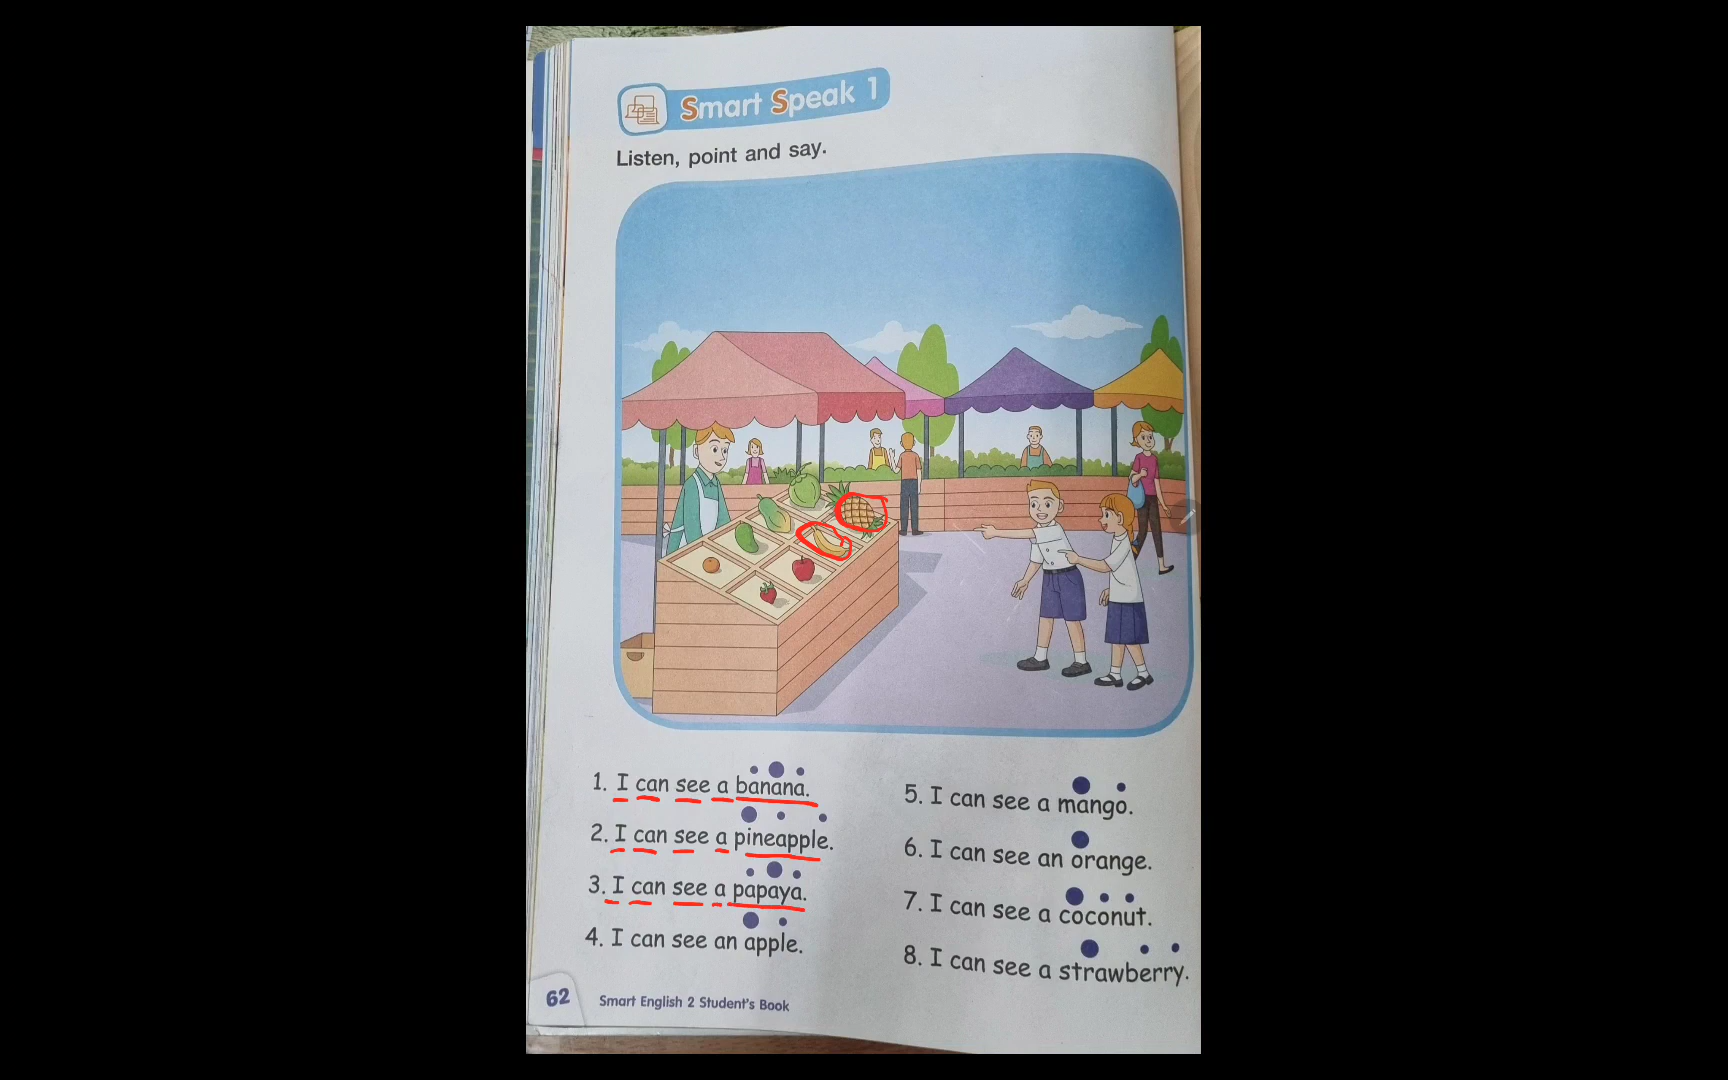 Smart Speak 1
Listen, point and say.
1. I can see a banana.
2. I can see a pineapple.
3. I can see a papaya.
4. I can see an apple.
5. I can see a mango.
6. I can see an orange.
7. I can see a coconut.
8. I can see a strawberry.
62
Smart English 2 Student's Book